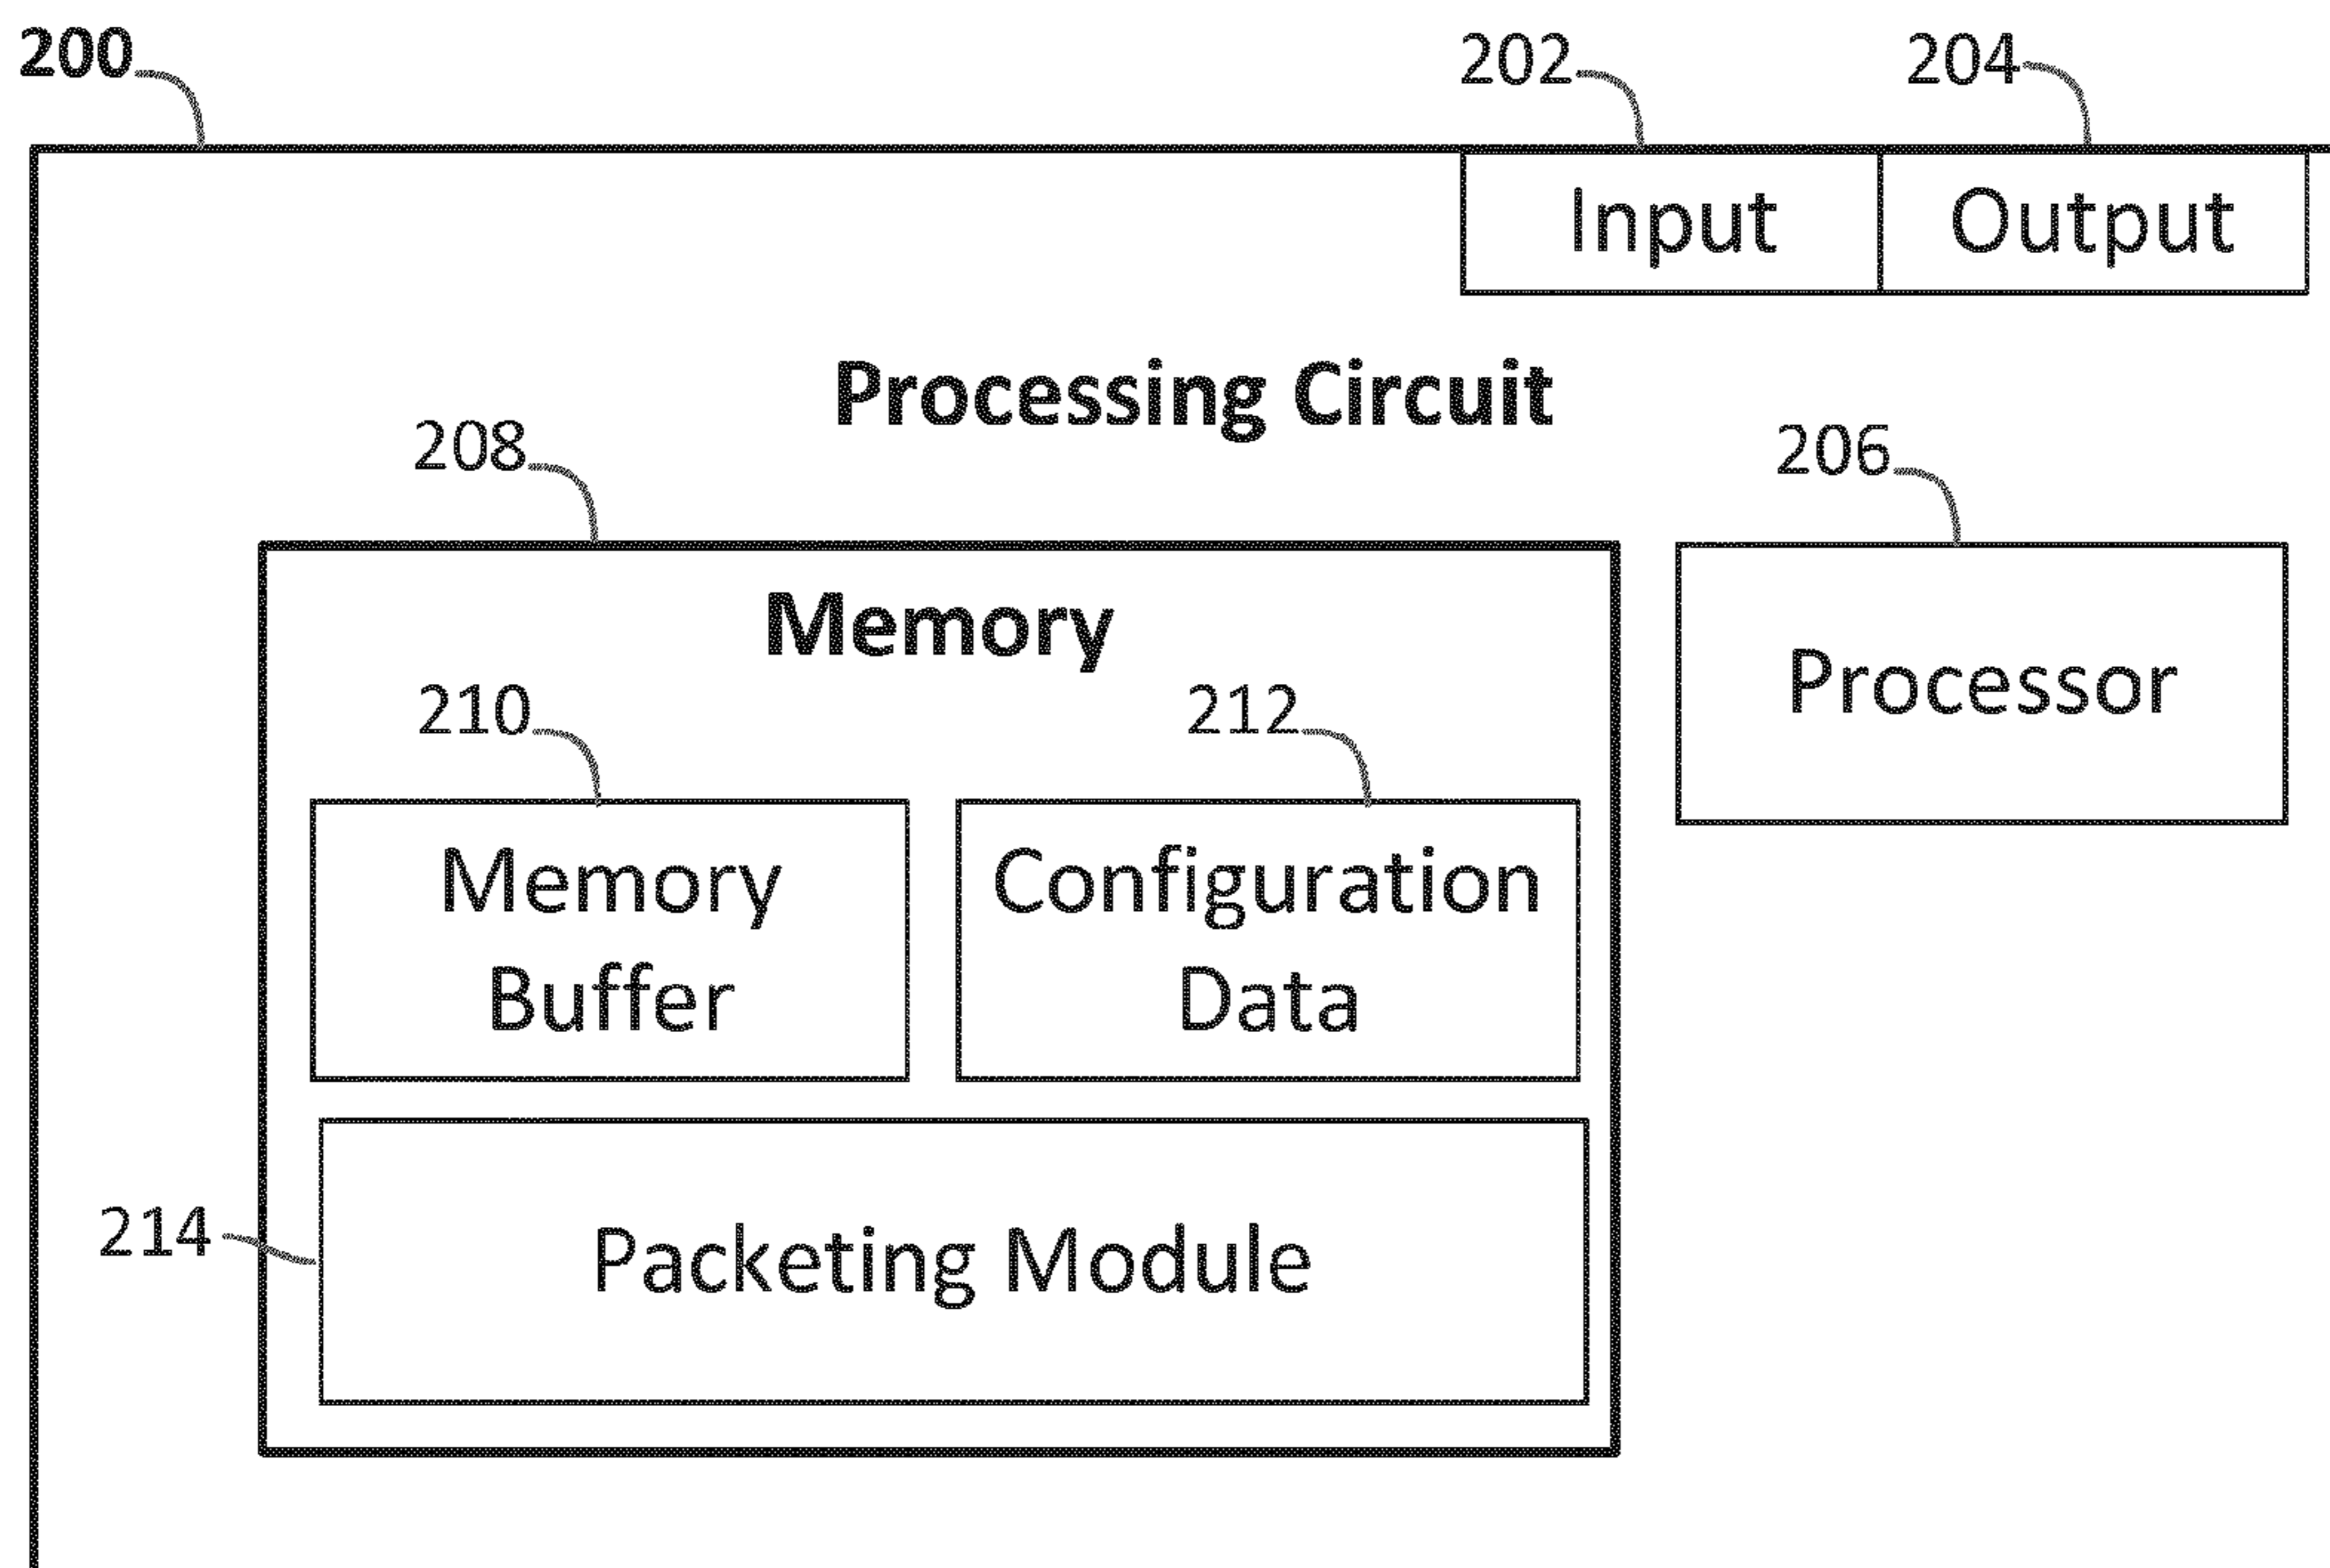 200
202
204
Input
Output
Processing Circuit
208
206
Memory
Processor
210
212
Memory
Buffer
Configuration
Data
214
Packeting Module